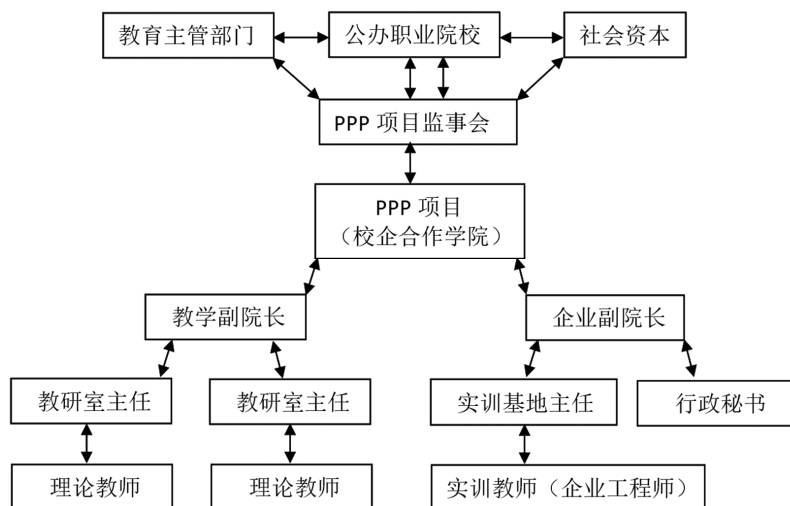 教育主管部门
公办职业院校
社会资本
PPP 项目监事会
PPP 项目
（校企合作学院）
教学副院长
企业副院长
教研室主任
教研室主任
实训基地主任
行政秘书
理论教师
理论教师
实训教师（企业工程师）